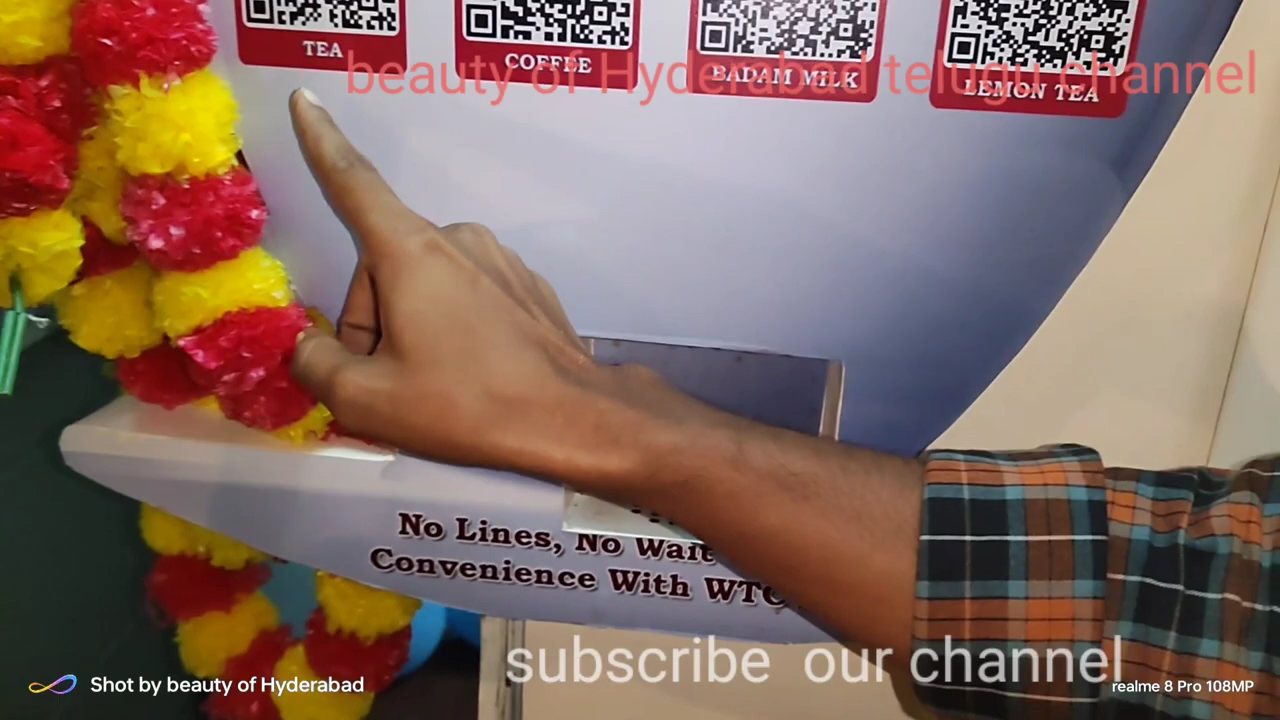 TEA
COFFEE
BADAM MILK
LEMON TEA
beauty of Hyderabad telugu channel
No Lines, No Wait
Convenience With WTC
subscribe our channel
Shot by beauty of Hyderabad
realme 8 Pro 108MP